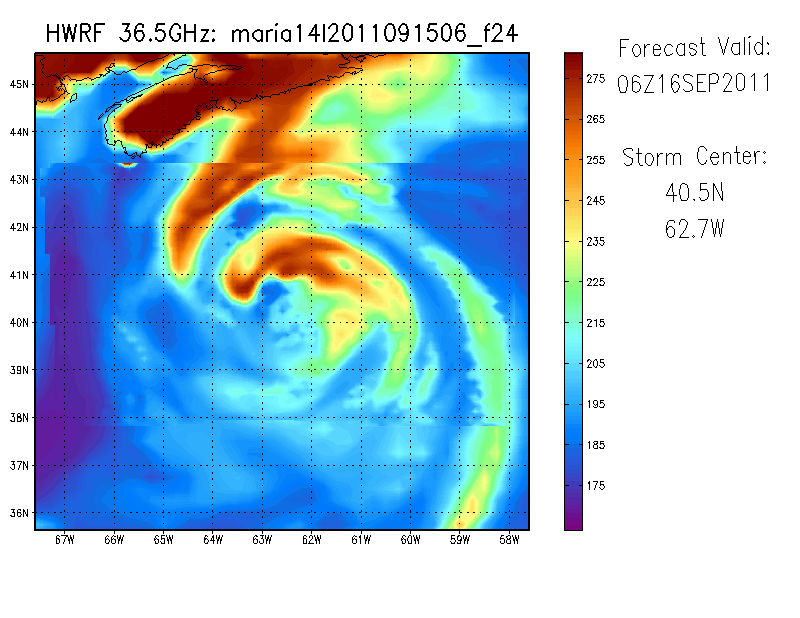 HWRF 36.5GHz: maria14l2011091506_f24
Forecast Valid:
06Z16SEP2011
Storm Center:
40.5N
62.7W
45N
44N
43N
42N
41N
40N
39N
38N
37N
36N
67W 66W 65W 64W 63W 62W 61W 60W 59W 58W
275
265
255
245
235
225
215
205
195
185
175